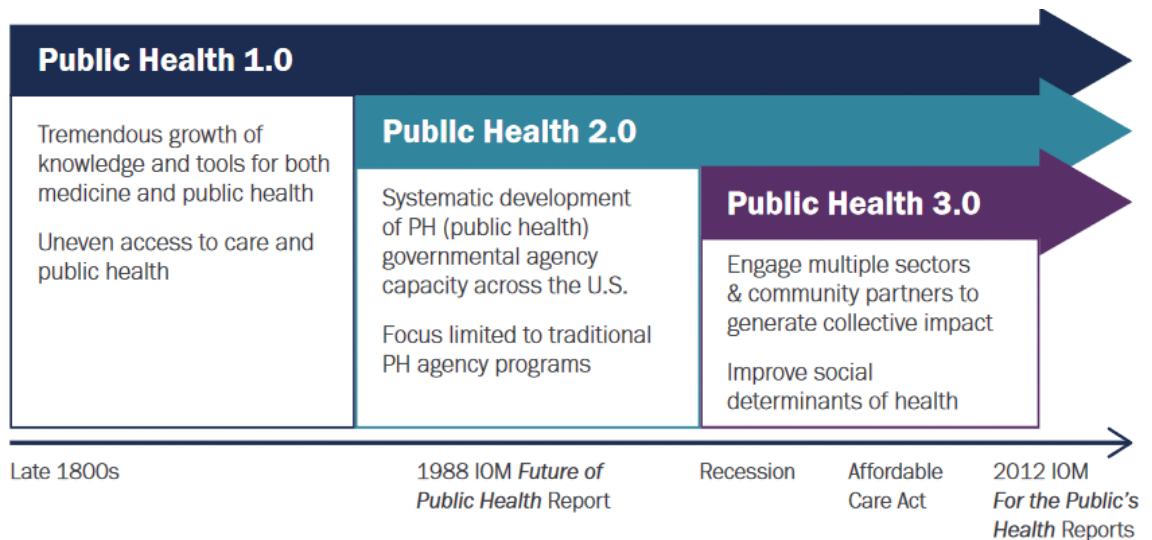 Public Health 1.0
Tremendous growth of
knowledge and tools for both
medicine and public health
Uneven access to care and
public health
Public Health 2.0
Systematic development
of PH (public health)
governmental agency
capacity across the U.S.
Focus limited to traditional
PH agency programs
Public Health 3.0
Engage multiple sectors
& community partners to
generate collective impact
Improve social
determinants of health
Late 1800s
1988 IOM Future of
Public Health Report
Recession
Affordable
Care Act
2012 IOM
For the Public's
Health Reports